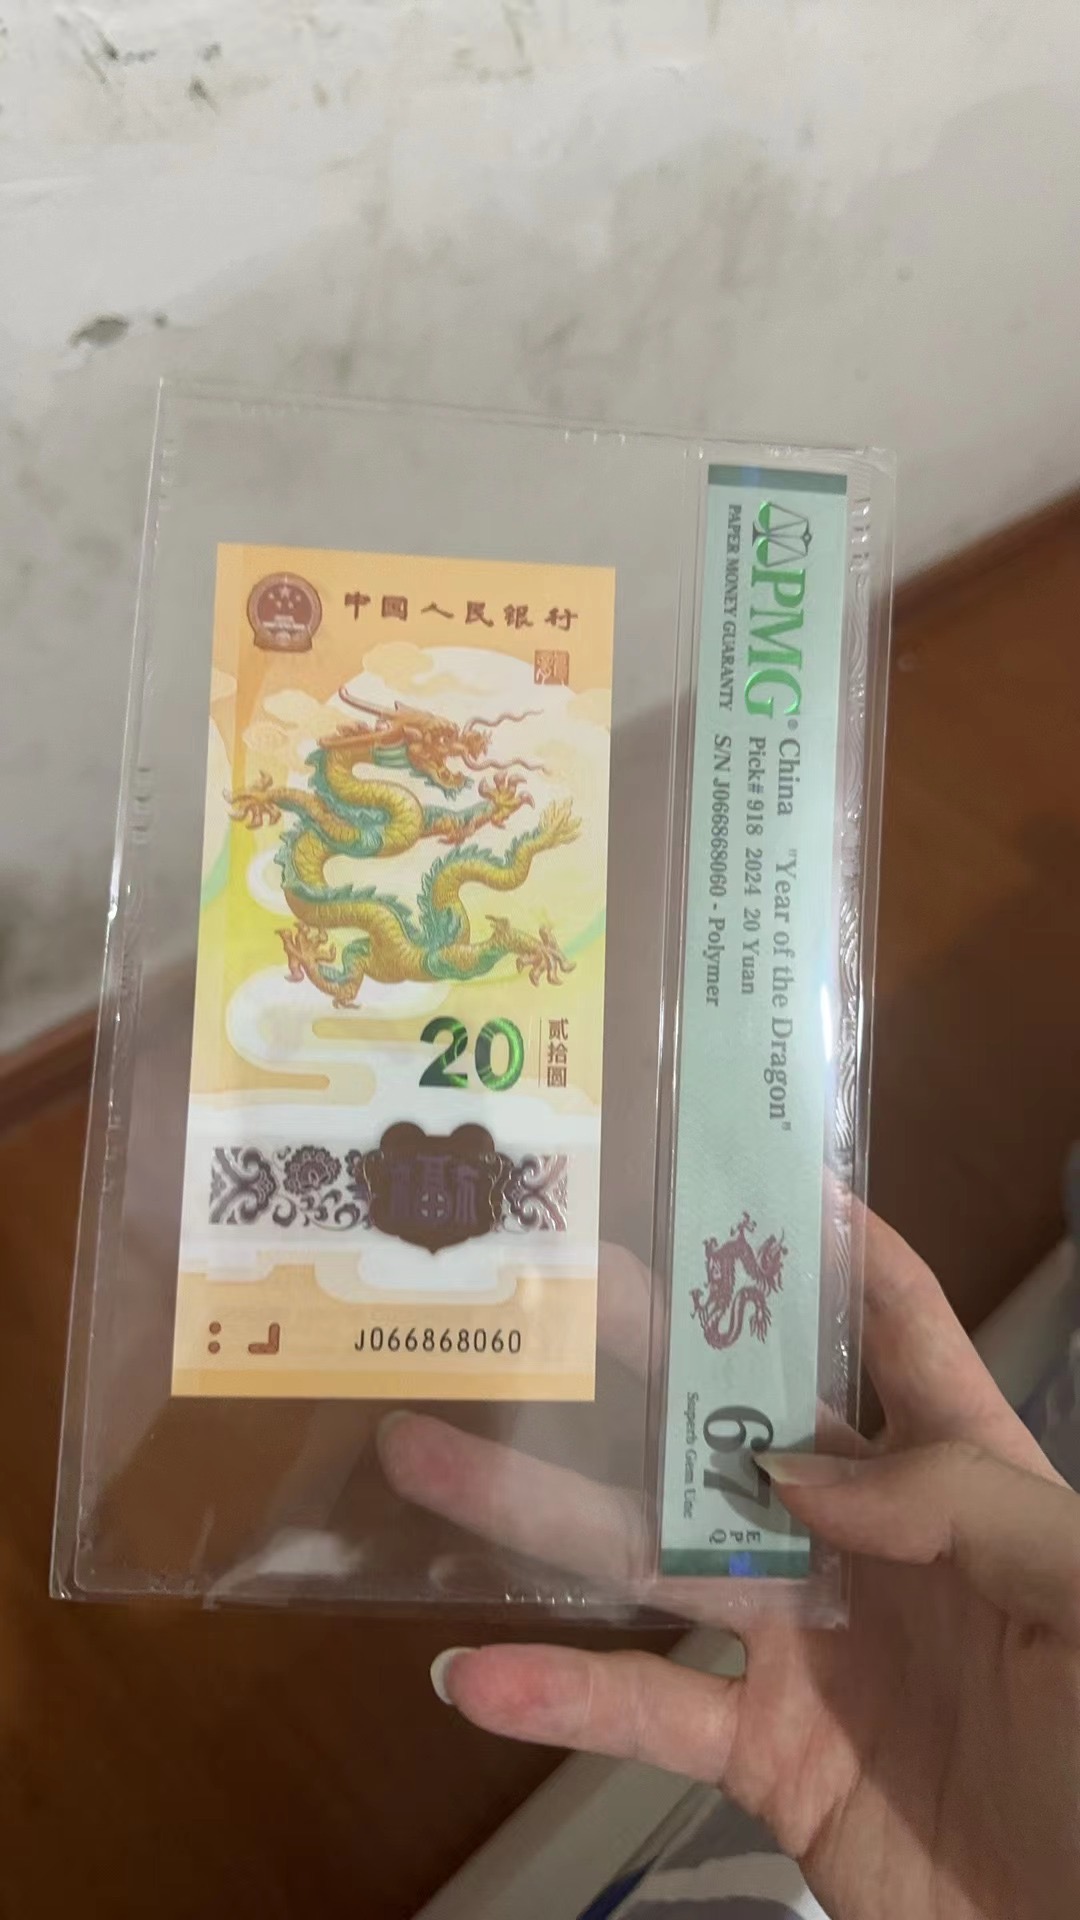 PMG®
PAPER MONEY GUARANTY
China "Year of the Dragon"
Pick# 918 2024 20 Yuan
S/N J066868060 - Polymer
67 EPQ
Superb Gem Unc
中国人民银行
20
贰拾圆
J066868060